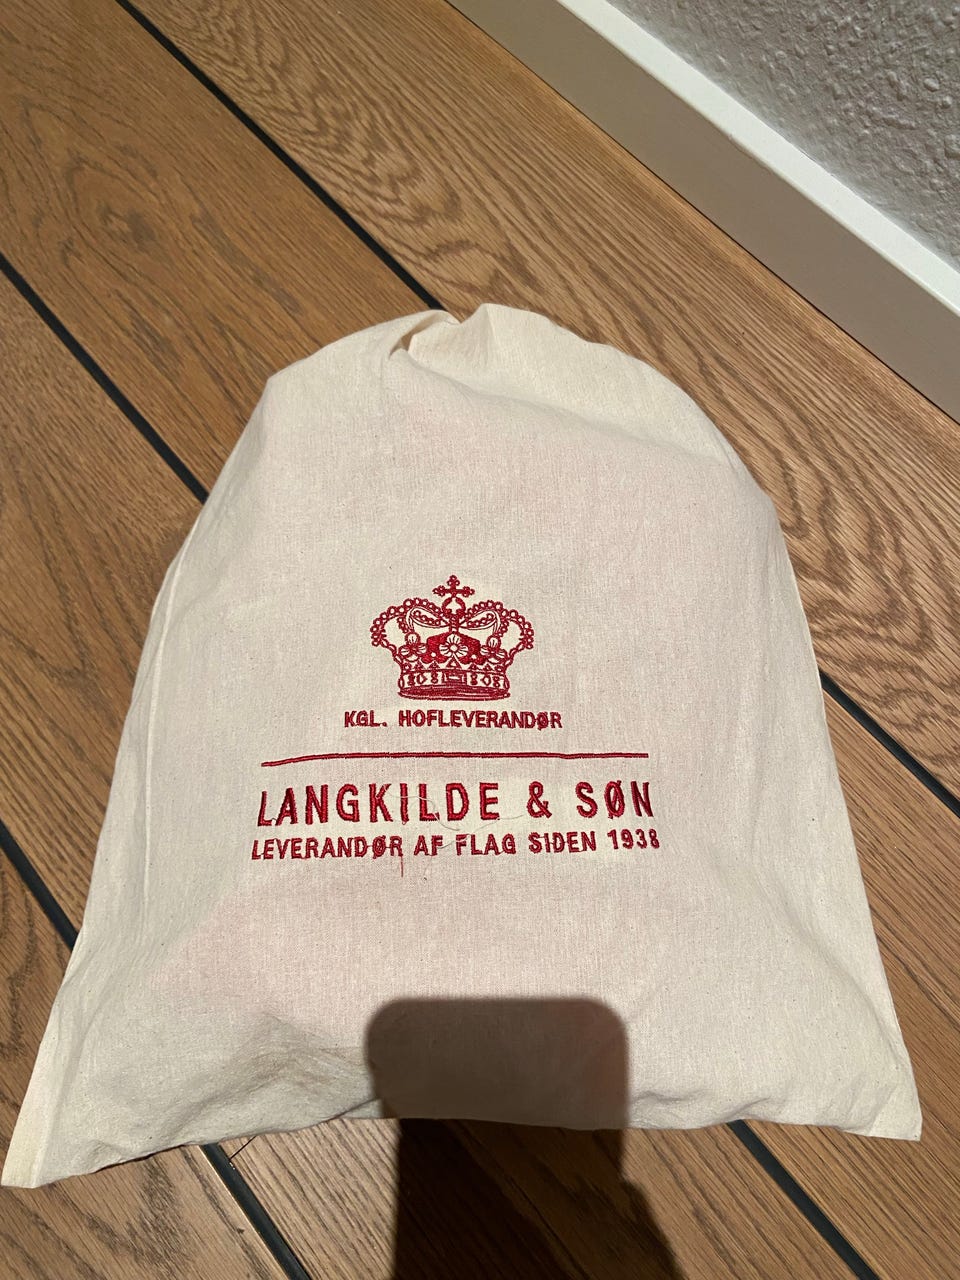 KGL. HOFLEVERANDØR
LANGKILDE & SØN
LEVERANDØR AF FLAG SIDEN 1938